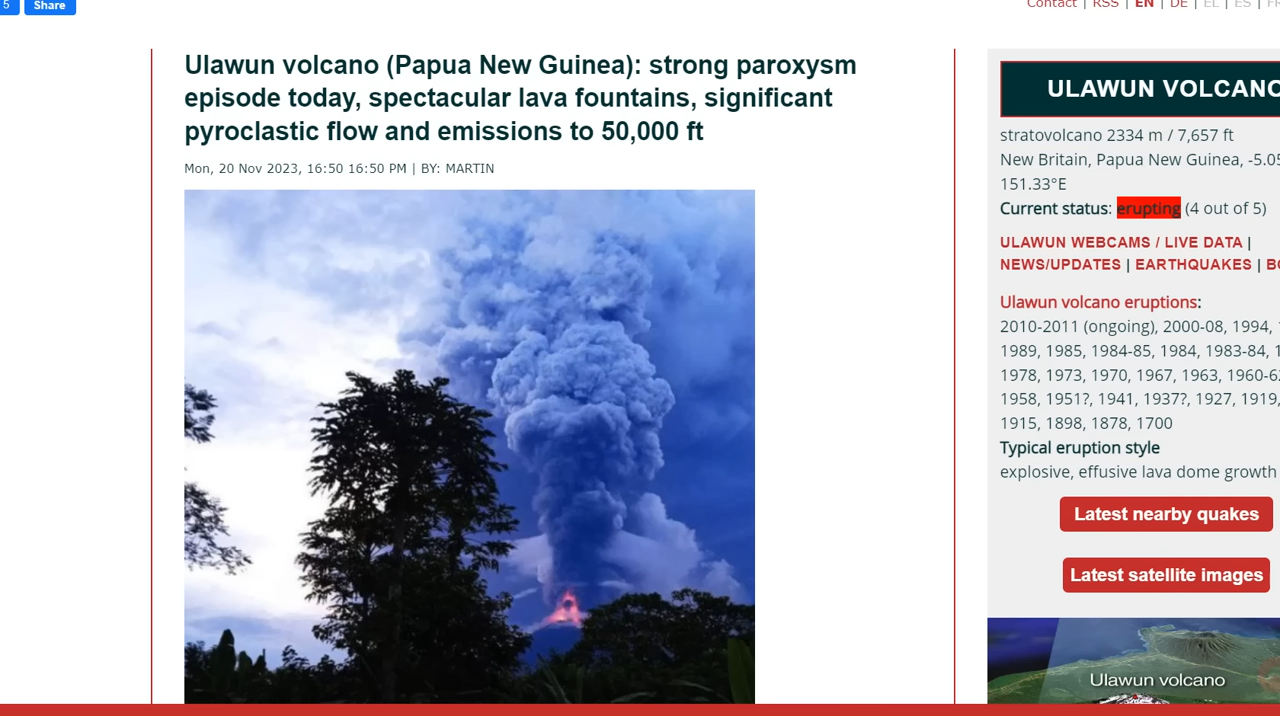 5 Share
Contact | RSS | EN | DE | EL | ES |
Ulawun volcano (Papua New Guinea): strong paroxysm
episode today, spectacular lava fountains, significant
pyroclastic flow and emissions to 50,000 ft
Mon, 20 Nov 2023, 16:50 16:50 PM | BY: MARTIN
ULAWUN VOLCANO
stratovolcano 2334 m / 7,657 ft
New Britain, Papua New Guinea, -5.05
151.33°E
Current status: erupting (4 out of 5)
ULAWUN WEBCAMS / LIVE DATA |
NEWS/UPDATES | EARTHQUAKES |
Ulawun volcano eruptions:
2010-2011 (ongoing), 2000-08, 1994,
1989, 1985, 1984-85, 1984, 1983-84,
1978, 1973, 1970, 1967, 1963,
1958, 1951?, 1941, 1937?, 1927, 1919,
1915, 1898, 1878, 1700
Typical eruption style
explosive, effusive lava dome growth
Latest nearby quakes
Latest satellite images
Ulawun volcano